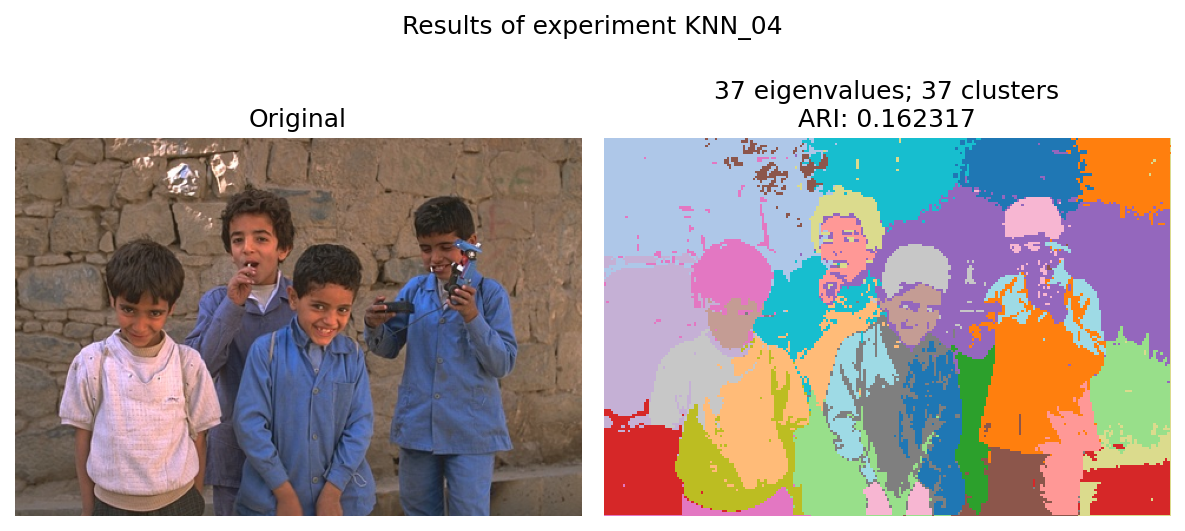 Results of experiment KNN_04
Original
37 eigenvalues; 37 clusters
ARI: 0.162317